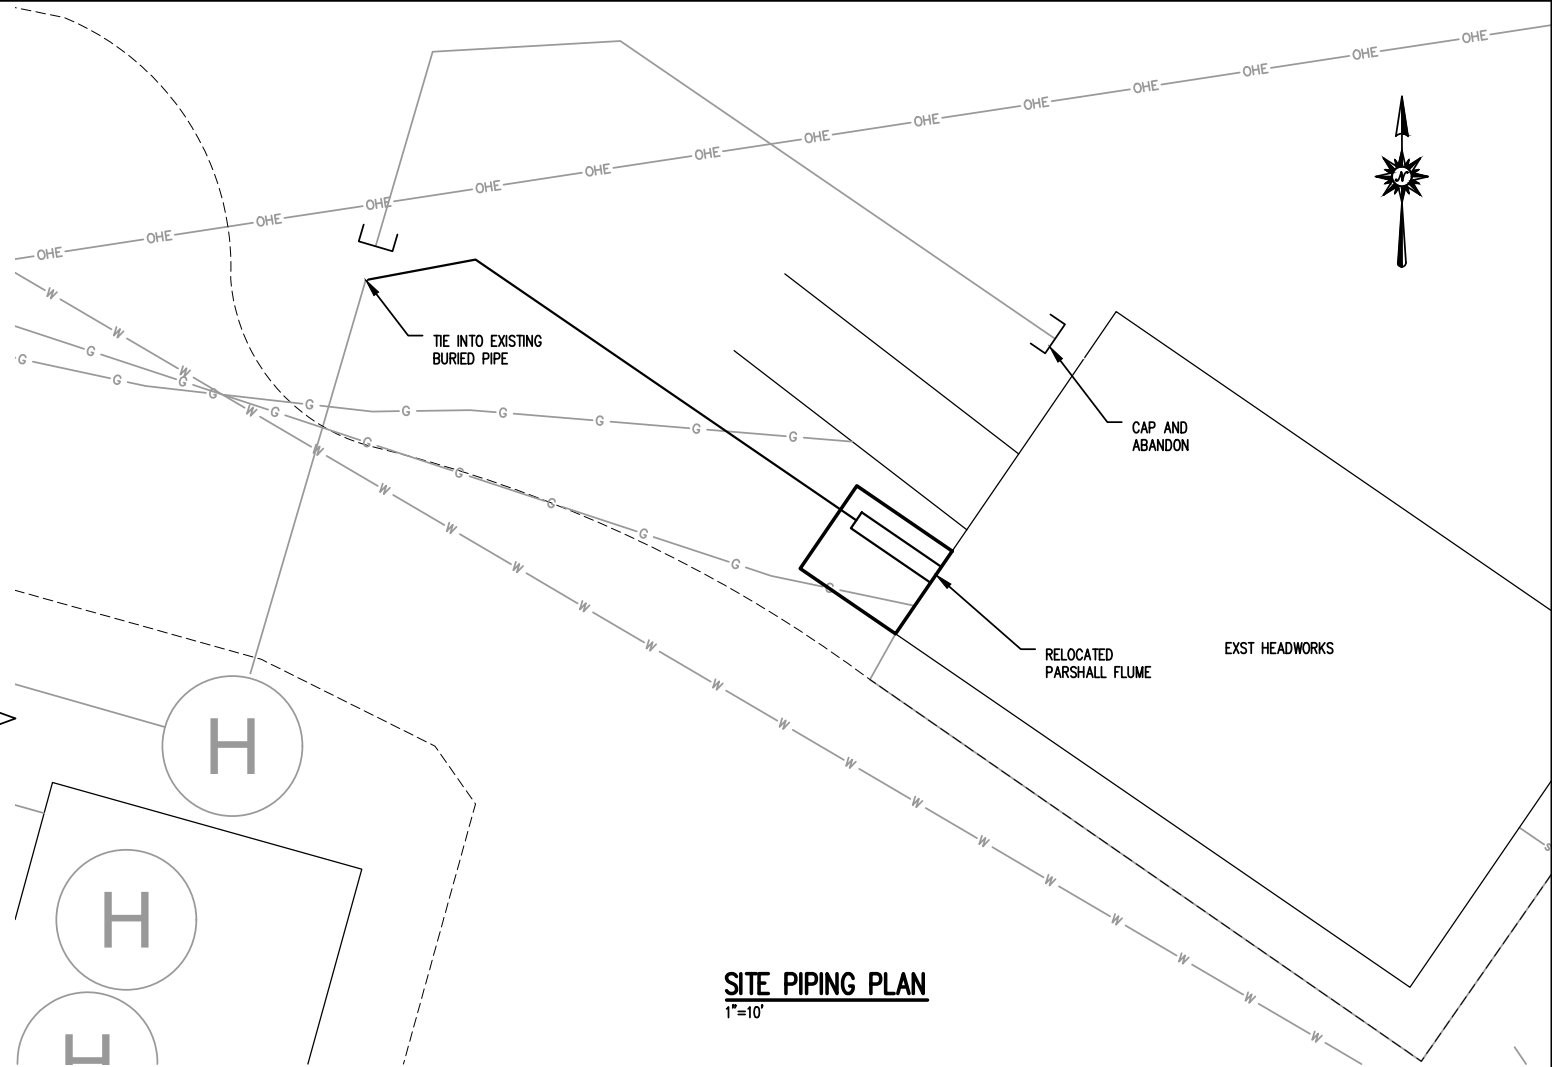 OHE OHE OHE OHE OHE OHE OHE OHE OHE OHE OHE OHE OHE OHE
N
W W W W W W W W W W W W W W W W W W W W
G G G G G G G G
G G G G G G G G G
TIE INTO EXISTING
BURIED PIPE
CAP AND
ABANDON
RELOCATED
PARSHALL FLUME
EXST HEADWORKS
H
H
H
S
SITE PIPING PLAN
1"=10'